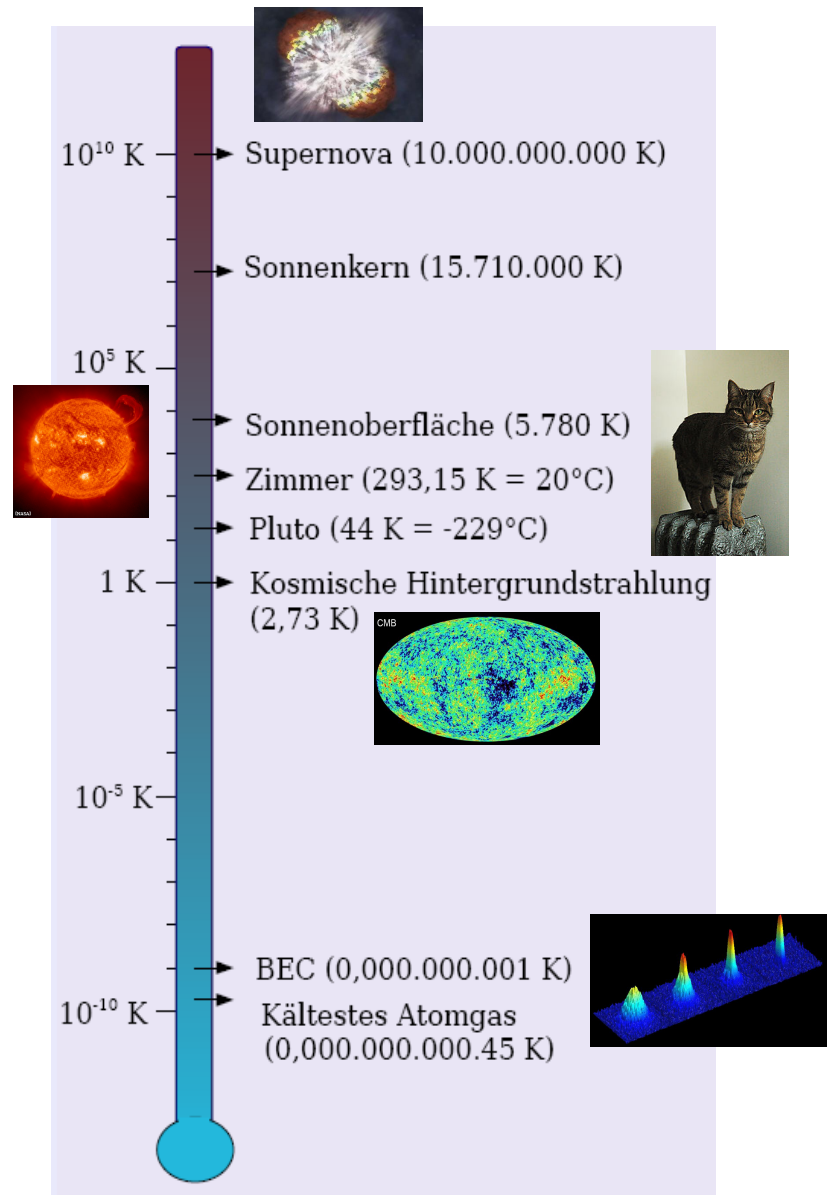 10¹⁰ K
Supernova (10.000.000.000 K)
Sonnenkern (15.710.000 K)
10⁵ K
Sonnenoberfläche (5.780 K)
Zimmer (293,15 K = 20°C)
(NASA)
Pluto (44 K = -229°C)
1 K
Kosmische Hintergrundstrahlung
(2,73 K)
CMB
10⁻⁵ K
BEC (0,000.000.001 K)
10⁻¹⁰ K
Kältestes Atomgas
(0,000.000.000.45 K)